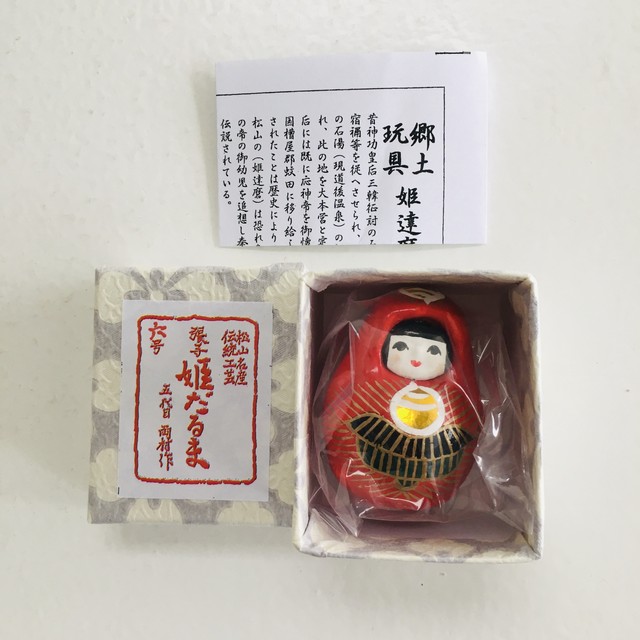 郷土
玩具 姫達磨
昔神功皇后三韓征討のみ
宿禰等を従へさせられ、
の石湯(現道後温泉)の
れ、此の地を大本営と定
后には既に応神帝を御懐
国糟屋郡蚊田に移り給し
されたことは歴史により
松山の(姫達磨)は恐れ
の帝の御幼児を追想し奉
伝説されている。
松山名産
伝統工芸
張子 姫だるま
五代目
作
六号